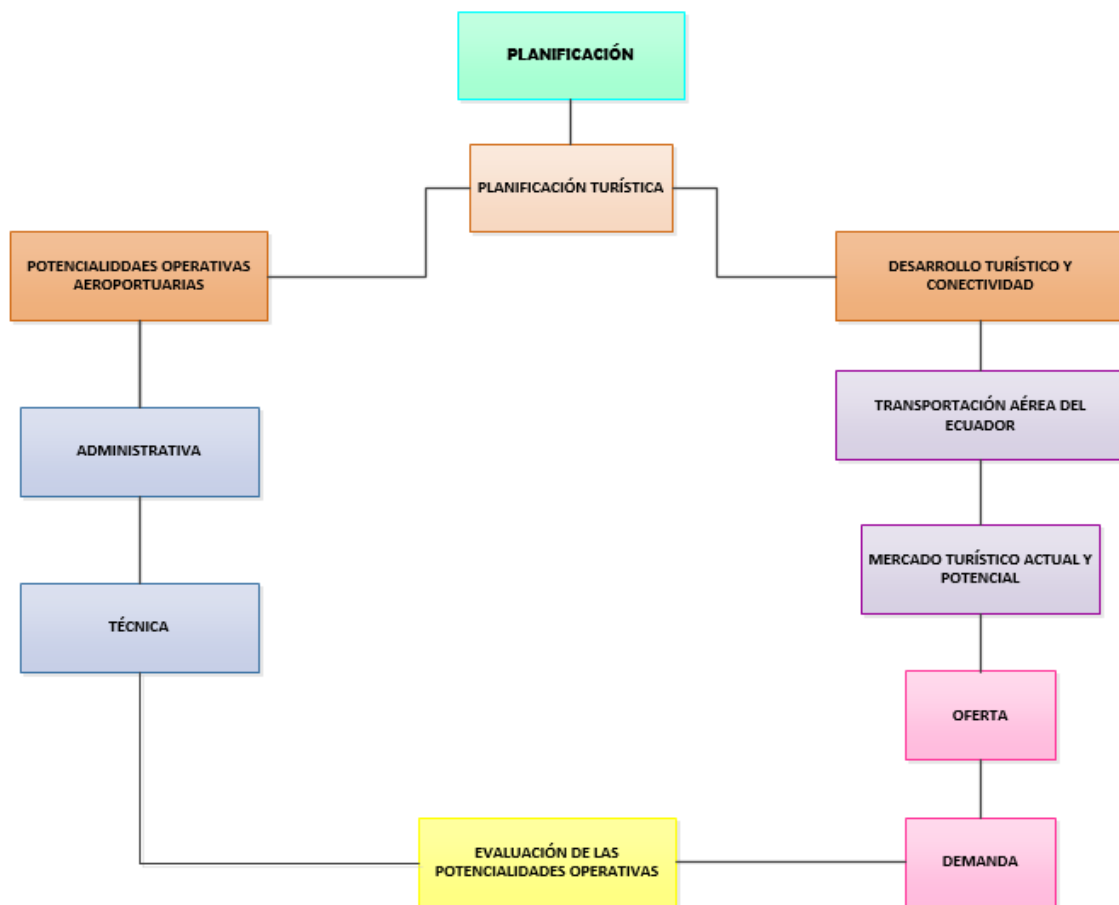 PLANIFICACIÓN
PLANIFICACIÓN TURÍSTICA
POTENCIALIDDAES OPERATIVAS
AEROPORTUARIAS
DESARROLLO TURÍSTICO Y
CONECTIVIDAD
ADMINISTRATIVA
TRANSPORTACIÓN AÉREA DEL
ECUADOR
MERCADO TURÍSTICO ACTUAL Y
POTENCIAL
TÉCNICA
OFERTA
EVALUACIÓN DE LAS
POTENCIALIDADES OPERATIVAS
DEMANDA